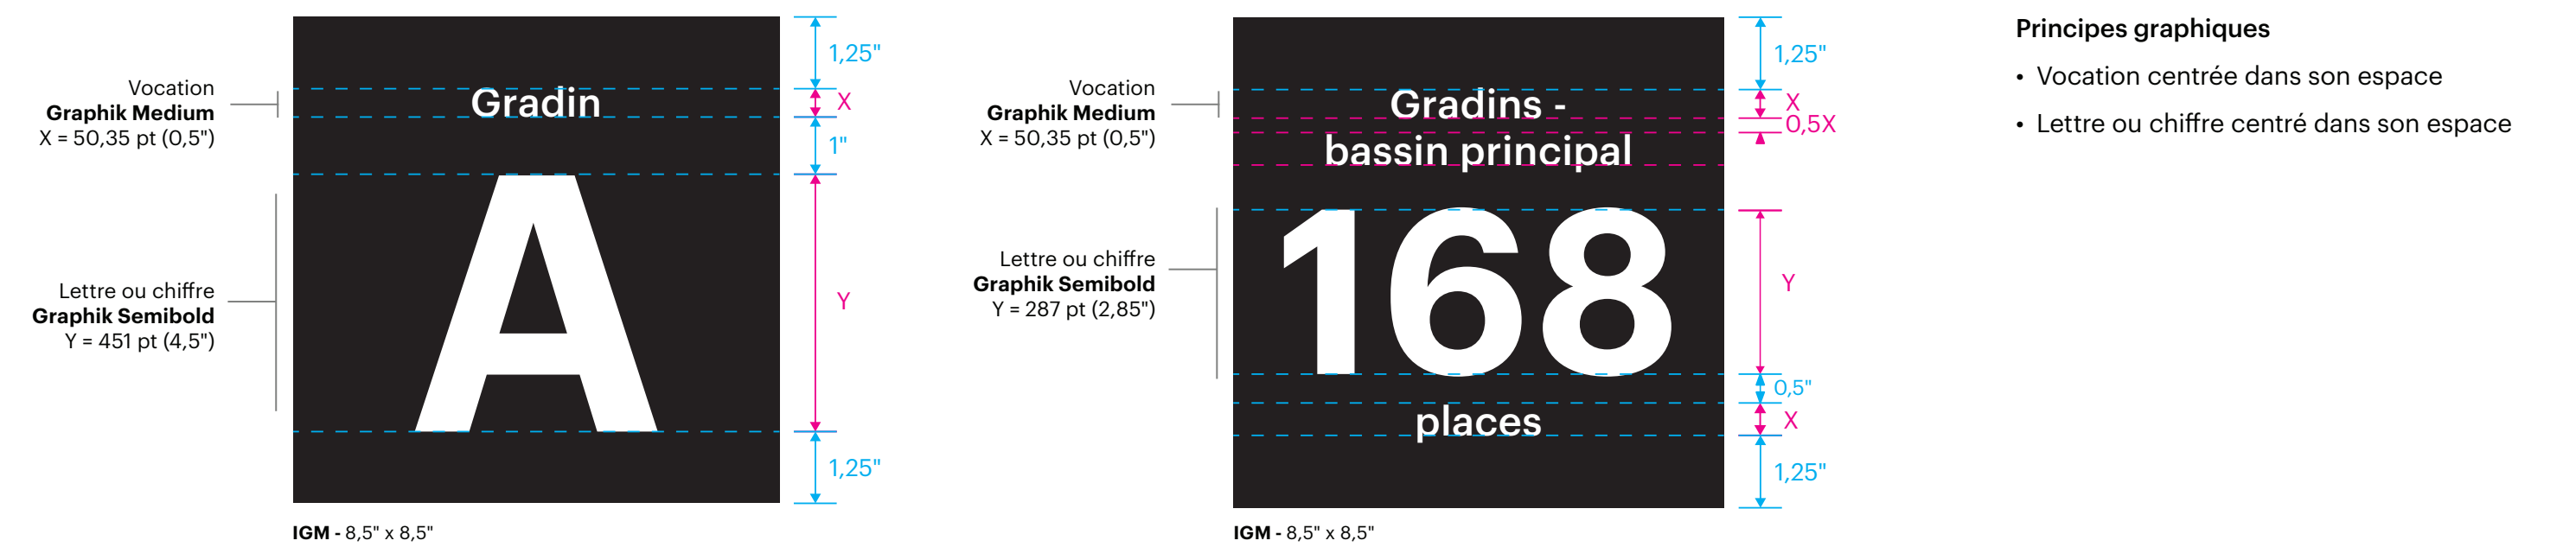 Vocation
Graphik Medium
X = 50,35 pt (0,5")
Lettre ou chiffre
Graphik Semibold
Y = 451 pt (4,5")
Gradin
A
1,25"
X
1"
Y
1,25"
IGM - 8,5" x 8,5"
Vocation
Graphik Medium
X = 50,35 pt (0,5")
Lettre ou chiffre
Graphik Semibold
Y = 287 pt (2,85")
Gradins -
bassin principal
168
places
1,25"
X
0,5X
Y
0,5"
X
1,25"
IGM - 8,5" x 8,5"
Principes graphiques
• Vocation centrée dans son espace
• Lettre ou chiffre centré dans son espace